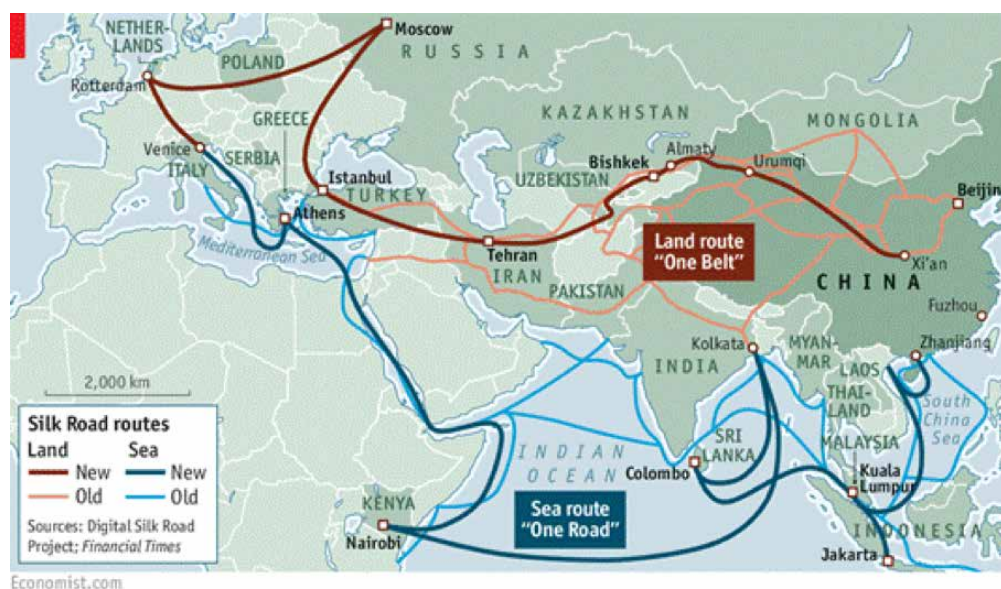 Moscow
NETHER-
LANDS
RUSSIA
POLAND
Rotterdam
KAZAKHSTAN
GREECE
MONGOLIA
Venice
SERBIA
Almaty
ITALY
Bishkek
Urumqi
Istanbul
UZBEKISTAN
TURKEY
Beijin
Athens
Mediterranean Sea
Land route
"One Belt"
Tehran
Xi'an
IRAN
CHINA
PAKISTAN
Fuzhou
Kolkata
MYAN-
MAR
Zhanjiang
INDIA
LAOS
2,000 km
THAI-
LAND
South
China
Sea
Silk Road routes
Land
Sea
New
New
Old
Old
Sources: Digital Silk Road
Project; Financial Times
INDIAN
OCEAN
SRI
LANKA
MALAYSIA
Colombo
Kuala
Lumpur
KENYA
Sea route
"One Road"
INDONESIA
Nairobi
Jakarta
Economist.com